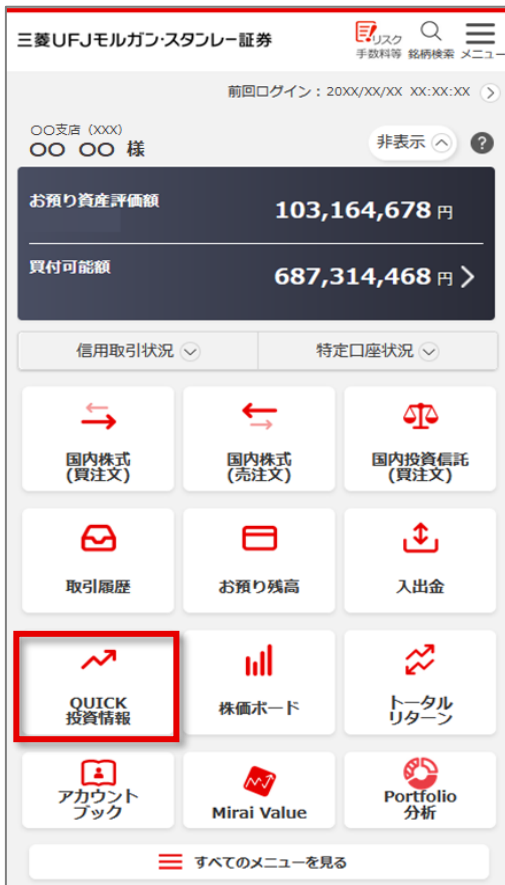 三菱UFJモルガン・スタンレー証券
リスク
手数料等 銘柄検索 メニュー
前回ログイン：20XX/XX/XX XX:XX:XX
〇〇支店（XXX）
〇〇 〇〇 様
非表示
?
お預り資産評価額
103,164,678 円
買付可能額
687,314,468 円
信用取引状況
特定口座状況
国内株式
(買注文)
国内株式
(売注文)
国内投資信託
(買注文)
取引履歴
お預り残高
入出金
QUICK
投資情報
株価ボード
トータル
リターン
アカウント
ブック
Mirai Value
Portfolio
分析
すべてのメニューを見る